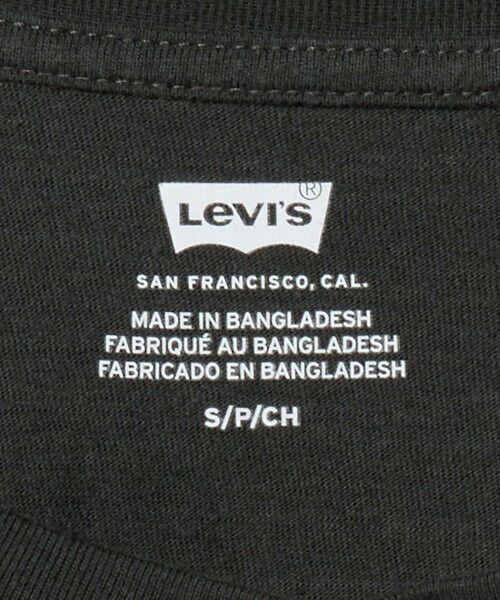 Levi's®
SAN FRANCISCO, CAL.
MADE IN BANGLADESH
FABRIQUÉ AU BANGLADESH
FABRICADO EN BANGLADESH
S/P/CH